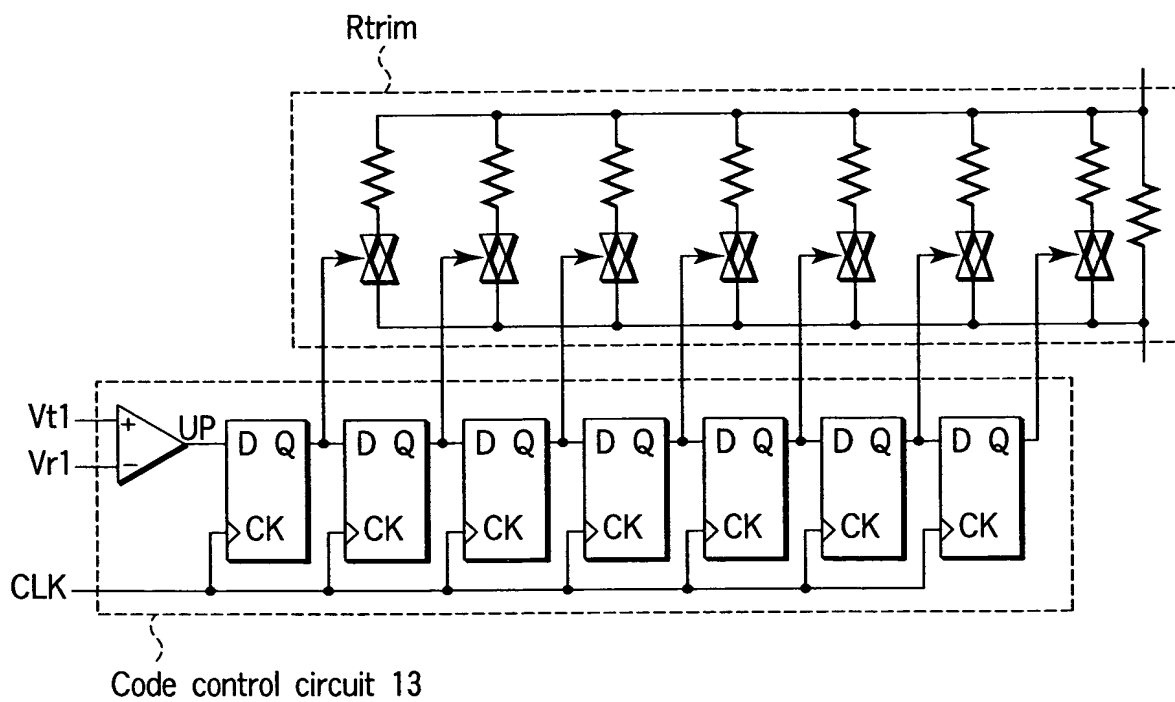 Rtrim
Vt1
+
UP
Vr1
−
D Q
CK
D Q
CK
D Q
CK
D Q
CK
D Q
CK
D Q
CK
D Q
CK
CLK
Code control circuit 13